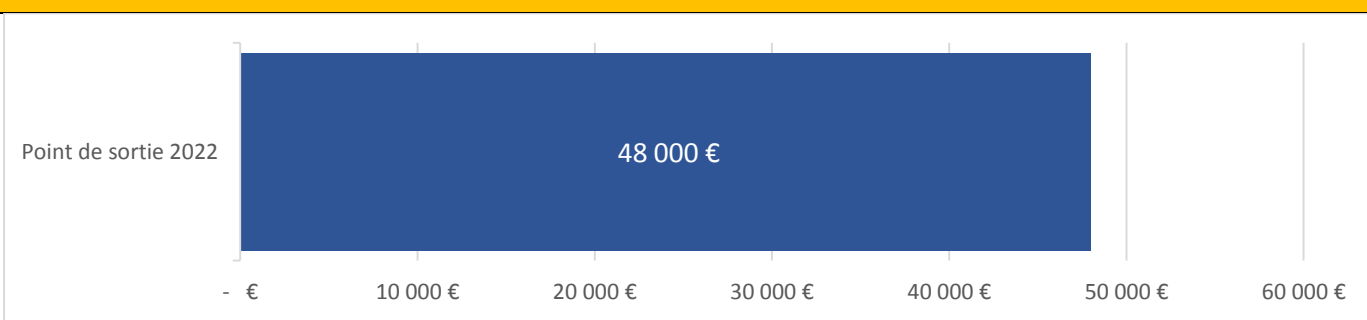 Point de sortie 2022
48 000 €
- € 10 000 € 20 000 € 30 000 € 40 000 € 50 000 € 60 000 €